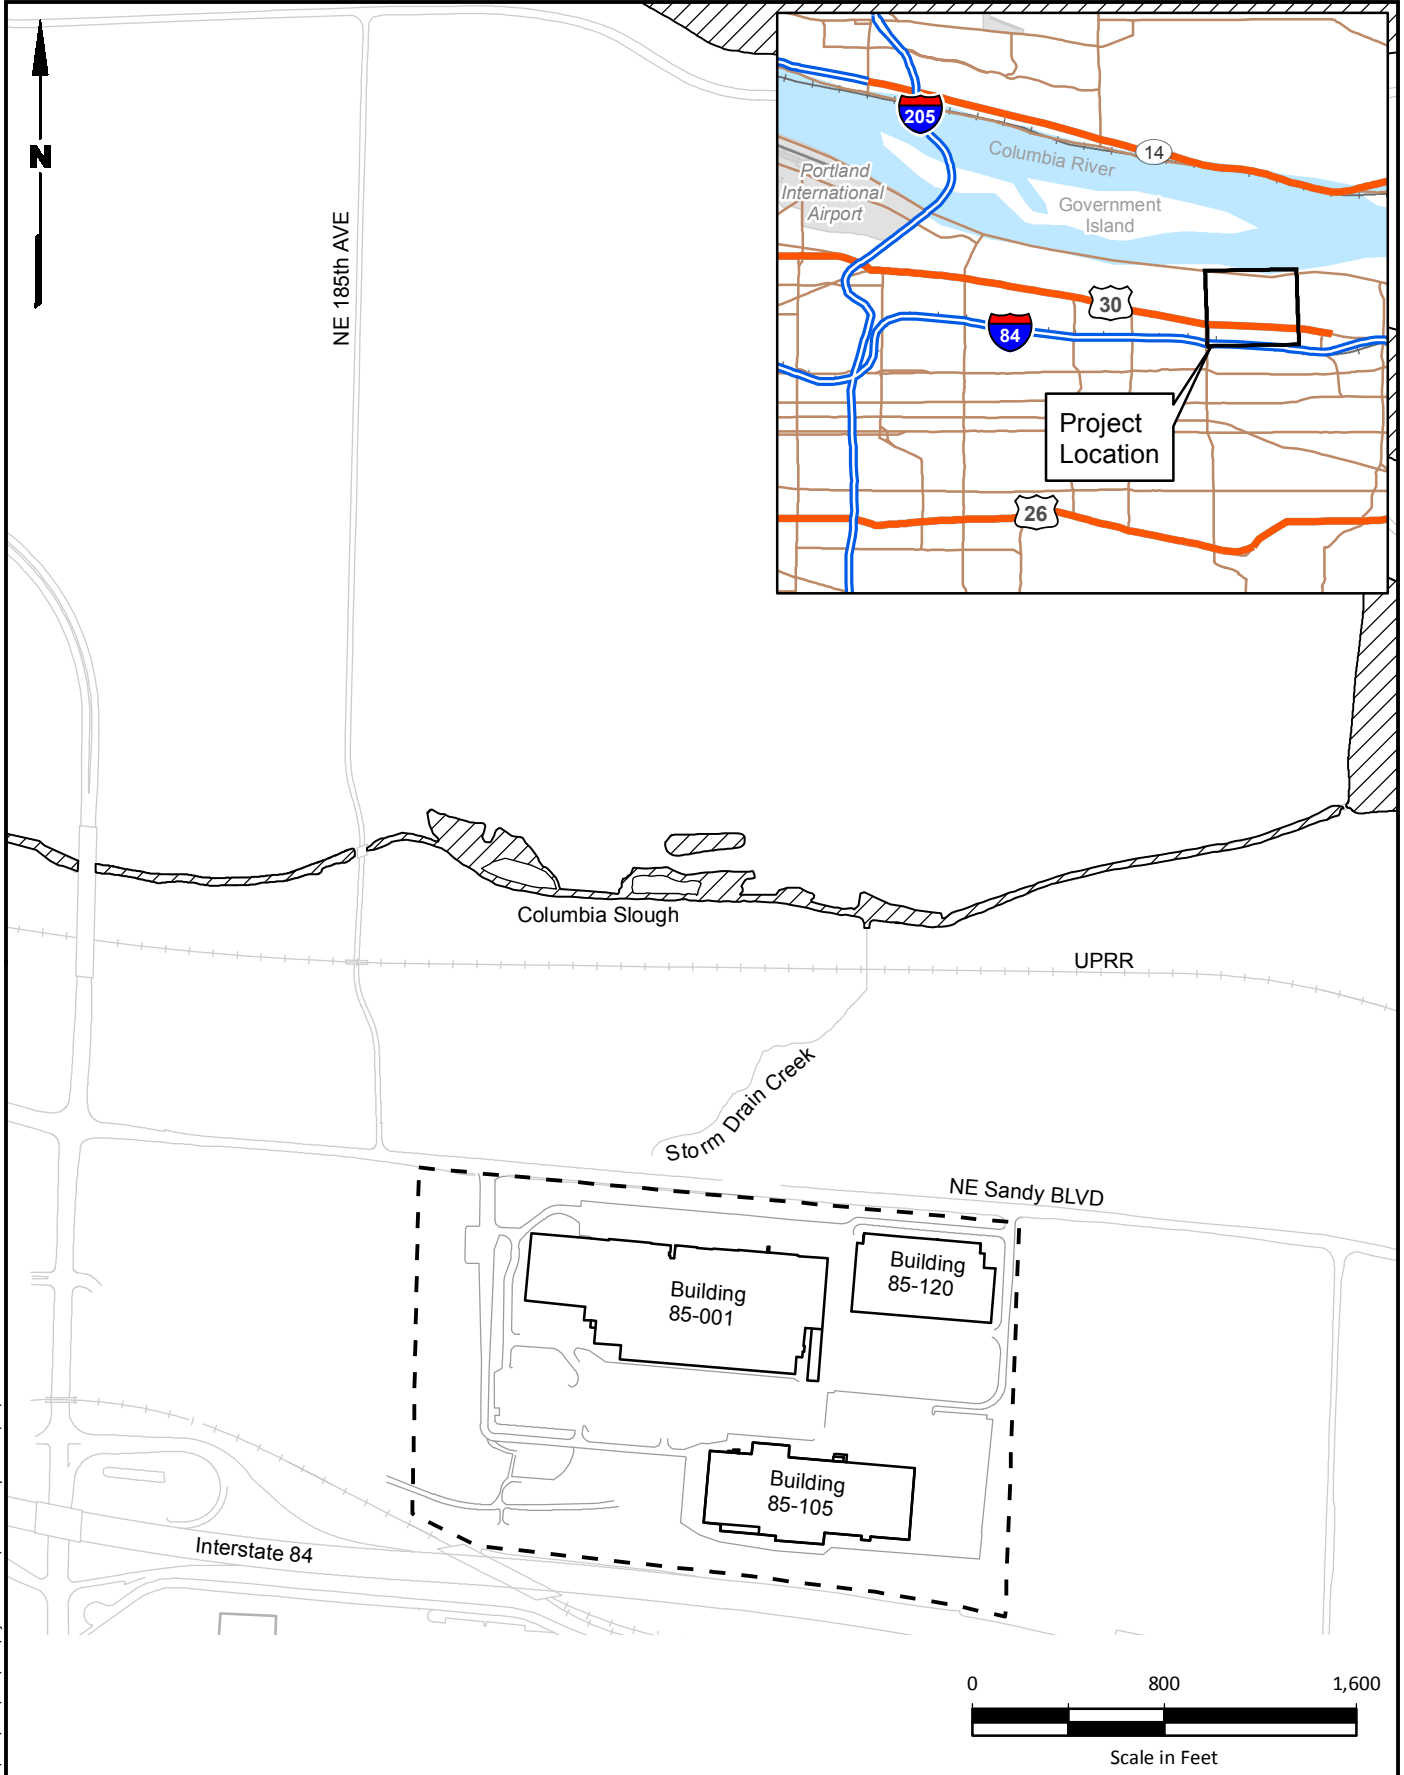 N
NE 185th AVE
205
14
Columbia River
Portland
International
Airport
Government
Island
30
84
Project
Location
26
Columbia Slough
UPRR
Storm Drain Creek
NE Sandy BLVD
Building
85-120
Building
85-001
Building
85-105
Interstate 84
0 800 1,600
Scale in Feet